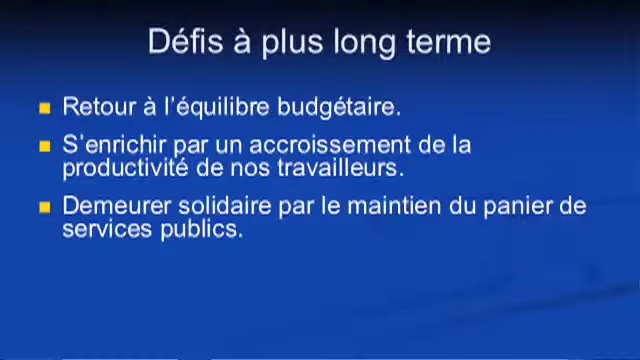 Défis à plus long terme
Retour à l’équilibre budgétaire.
S’enrichir par un accroissement de la
productivité de nos travailleurs.
Demeurer solidaire par le maintien du panier de
services publics.